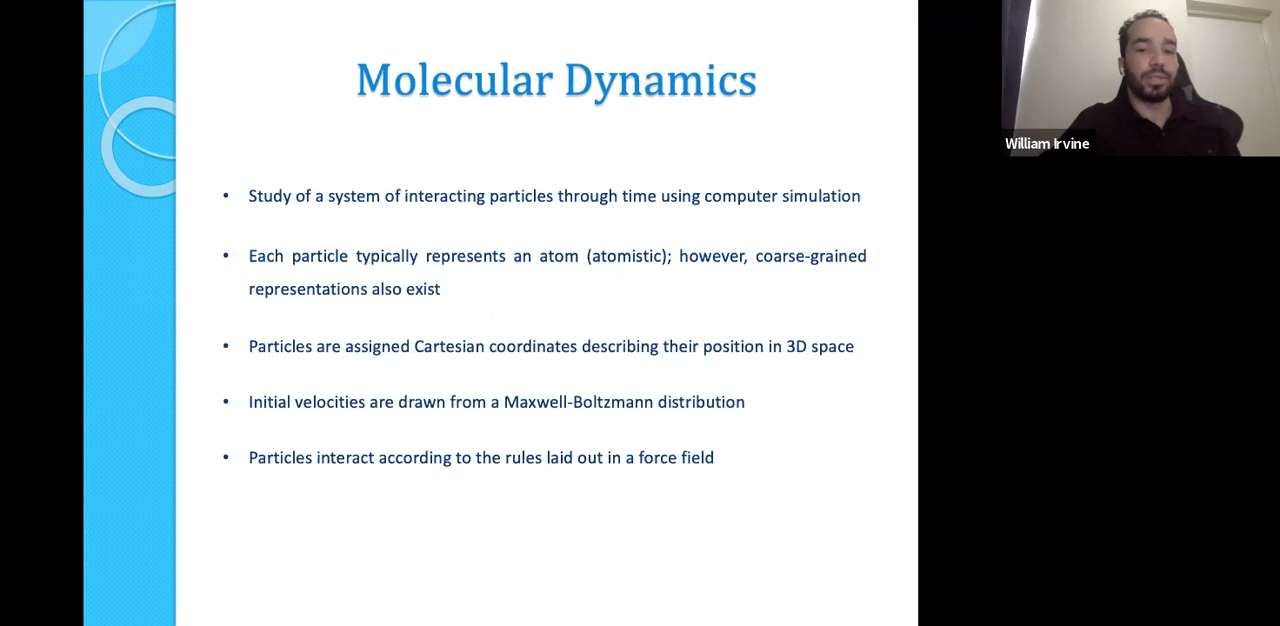 Molecular Dynamics
William Irvine
• Study of a system of interacting particles through time using computer simulation
• Each particle typically represents an atom (atomistic); however, coarse-grained
representations also exist
• Particles are assigned Cartesian coordinates describing their position in 3D space
• Initial velocities are drawn from a Maxwell-Boltzmann distribution
• Particles interact according to the rules laid out in a force field